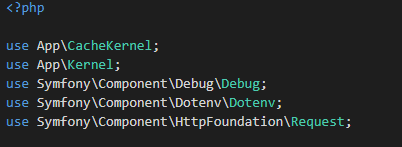 <?php
use App\CacheKernel;
use App\Kernel;
use Symfony\Component\Debug\Debug;
use Symfony\Component\Dotenv\Dotenv;
use Symfony\Component\HttpFoundation\Request;